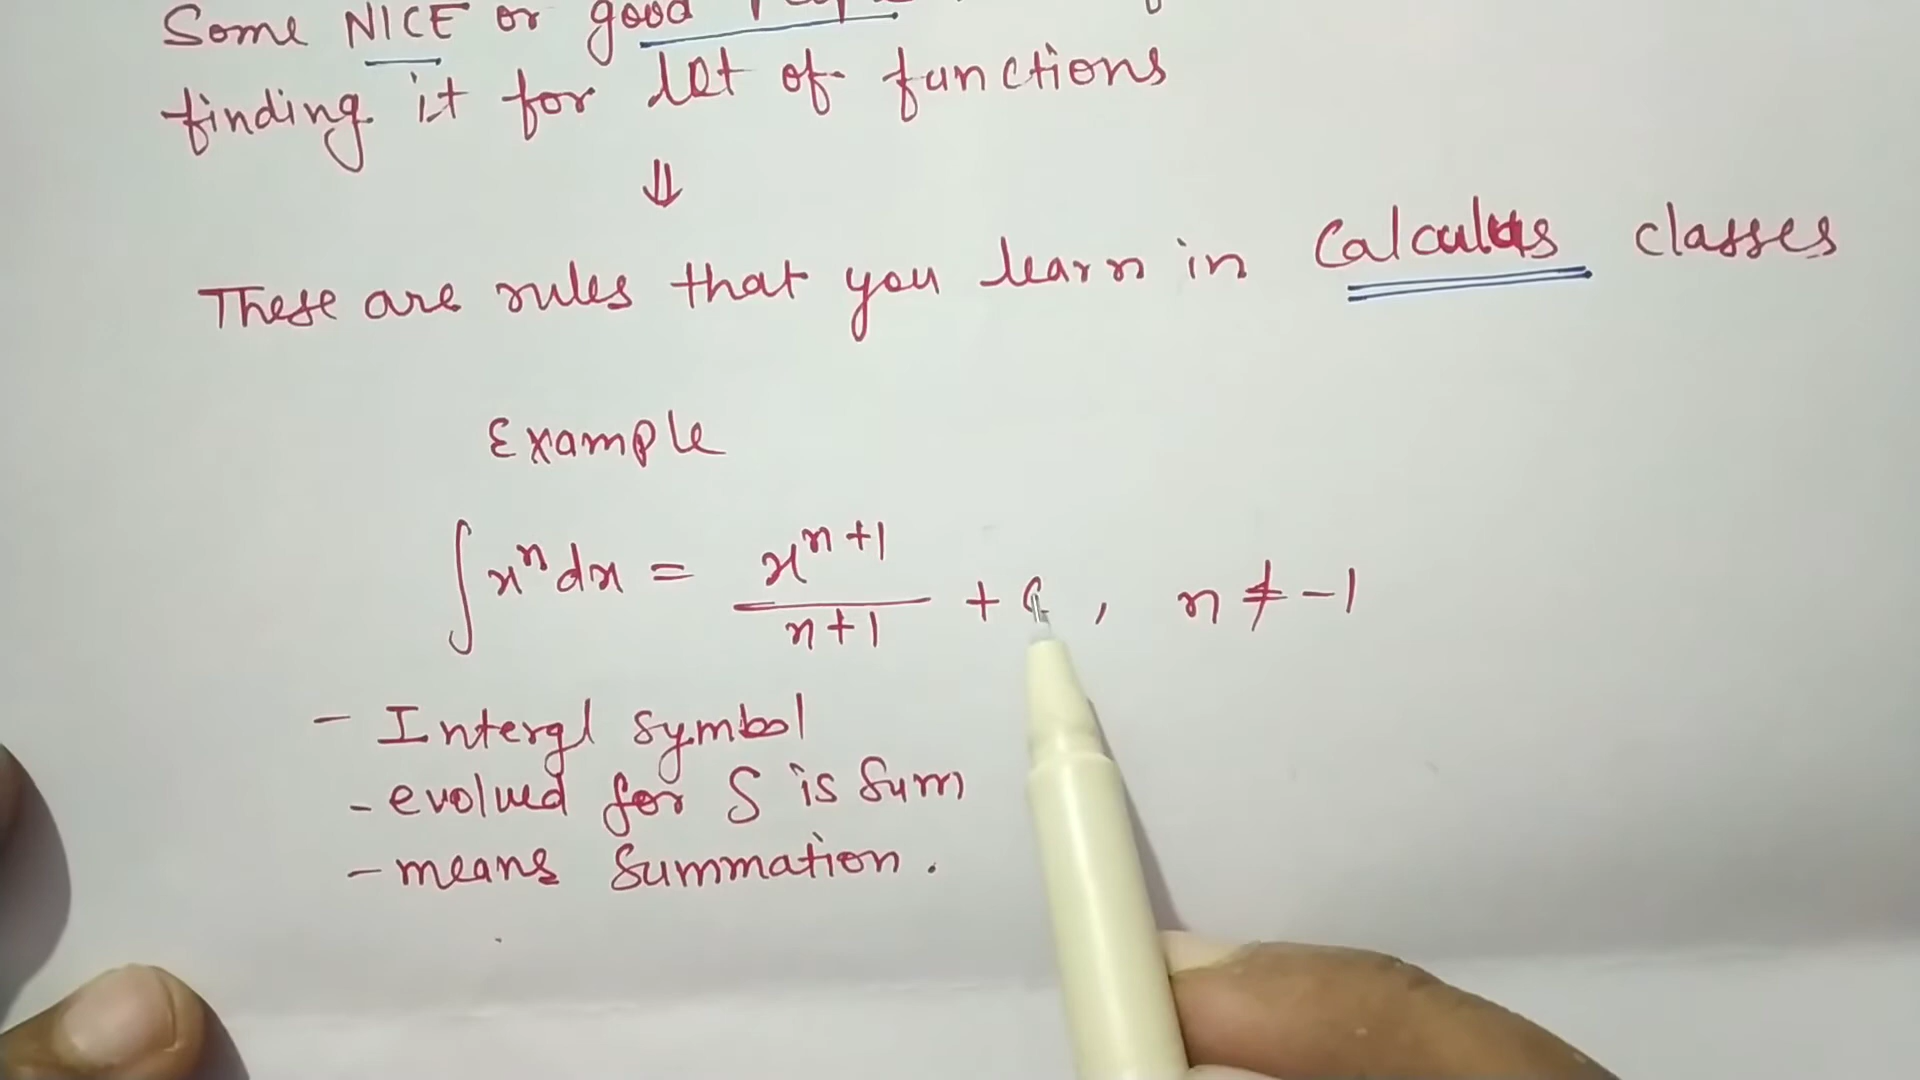 Some NICE or good
finding it for lot of functions
⇓
These are rules that you learn in Calculus classes
Example
∫xⁿdx = xⁿ⁺¹/n+1 + C, n ≠ -1
- Intergl symbol
- evolved for S is Sum
- means Summation.